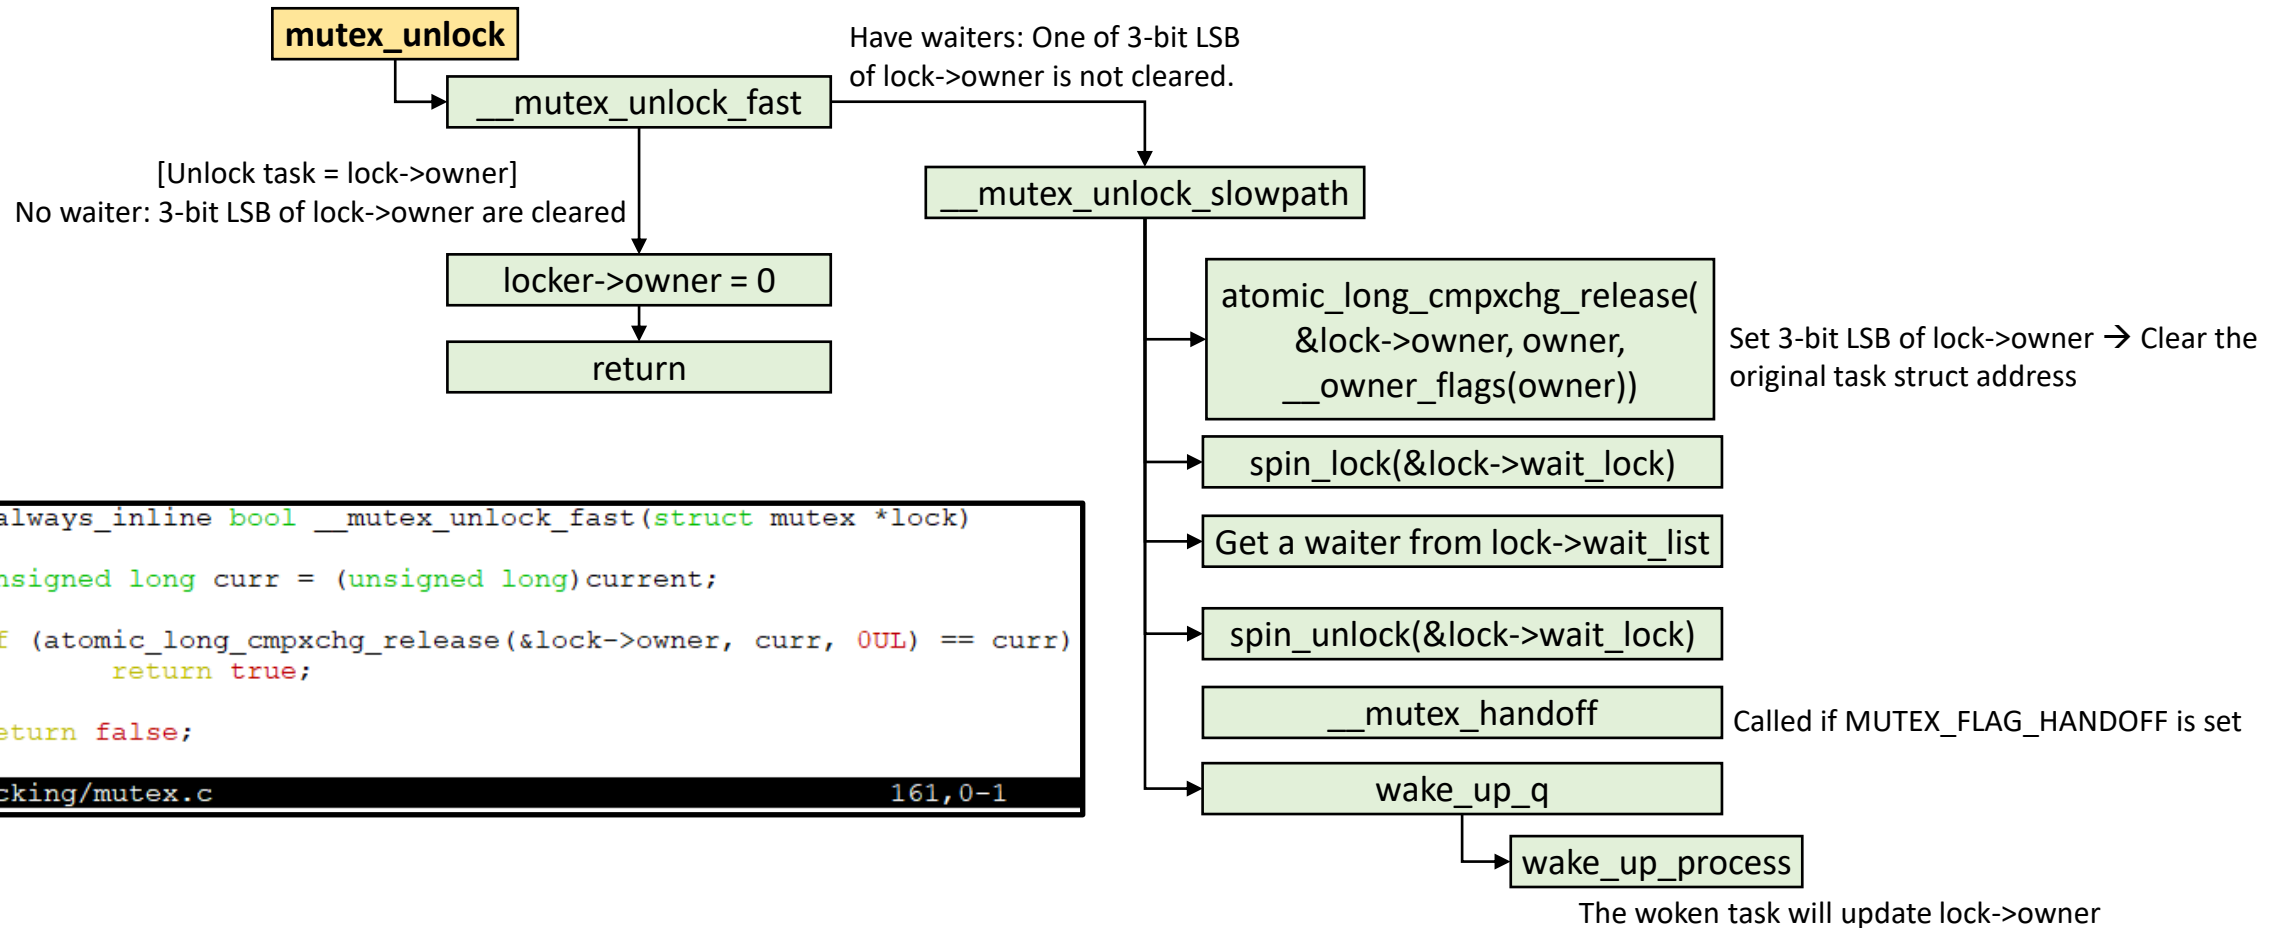 mutex_unlock
Have waiters: One of 3-bit LSB
of lock->owner is not cleared.
__mutex_unlock_fast
[Unlock task = lock->owner]
No waiter: 3-bit LSB of lock->owner are cleared
__mutex_unlock_slowpath
locker->owner = 0
return
atomic_long_cmpxchg_release(
&lock->owner, owner,
__owner_flags(owner))
Set 3-bit LSB of lock->owner → Clear the
original task struct address
spin_lock(&lock->wait_lock)
Get a waiter from lock->wait_list
spin_unlock(&lock->wait_lock)
__mutex_handoff
Called if MUTEX_FLAG_HANDOFF is set
wake_up_q
wake_up_process
The woken task will update lock->owner
always_inline bool __mutex_unlock_fast(struct mutex *lock)
nsigned long curr = (unsigned long)current;
f (atomic_long_cmpxchg_release(&lock->owner, curr, 0UL) == curr)
return true;
eturn false;
cking/mutex.c 161,0-1